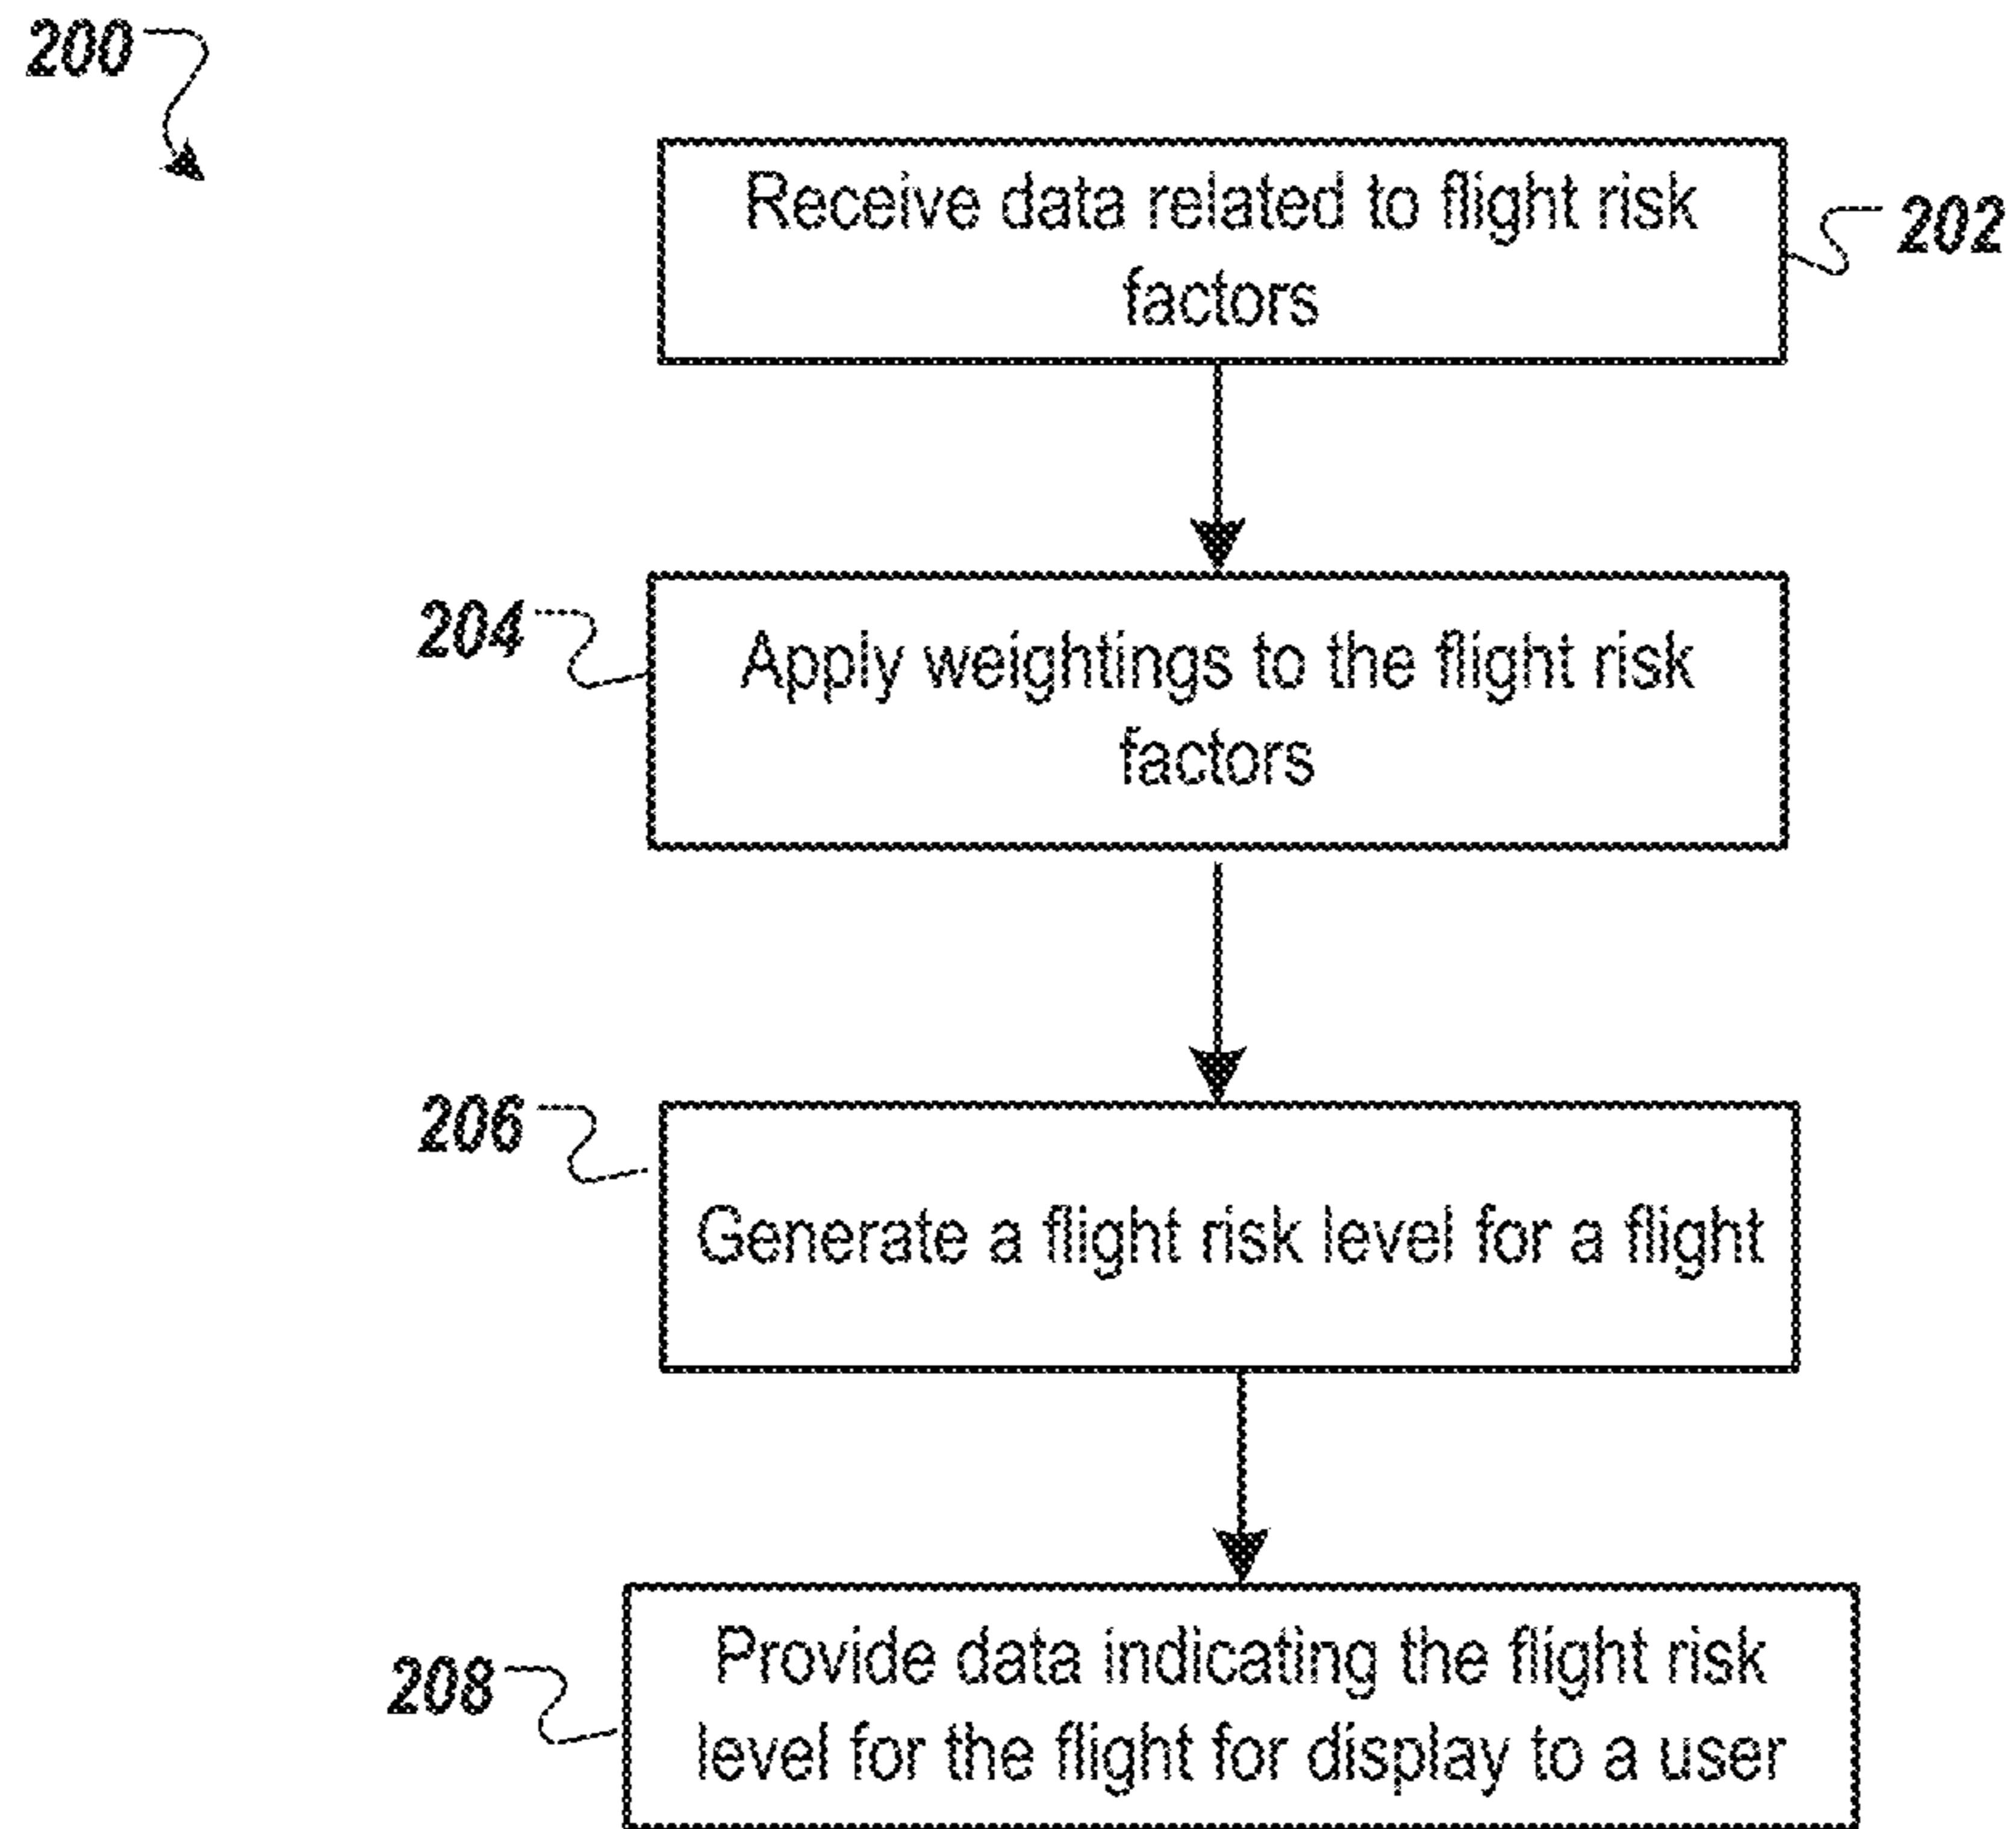 200
Receive data related to flight risk
factors
202
204
Apply weightings to the flight risk
factors
206
Generate a flight risk level for a flight
208
Provide data indicating the flight risk
level for the flight for display to a user